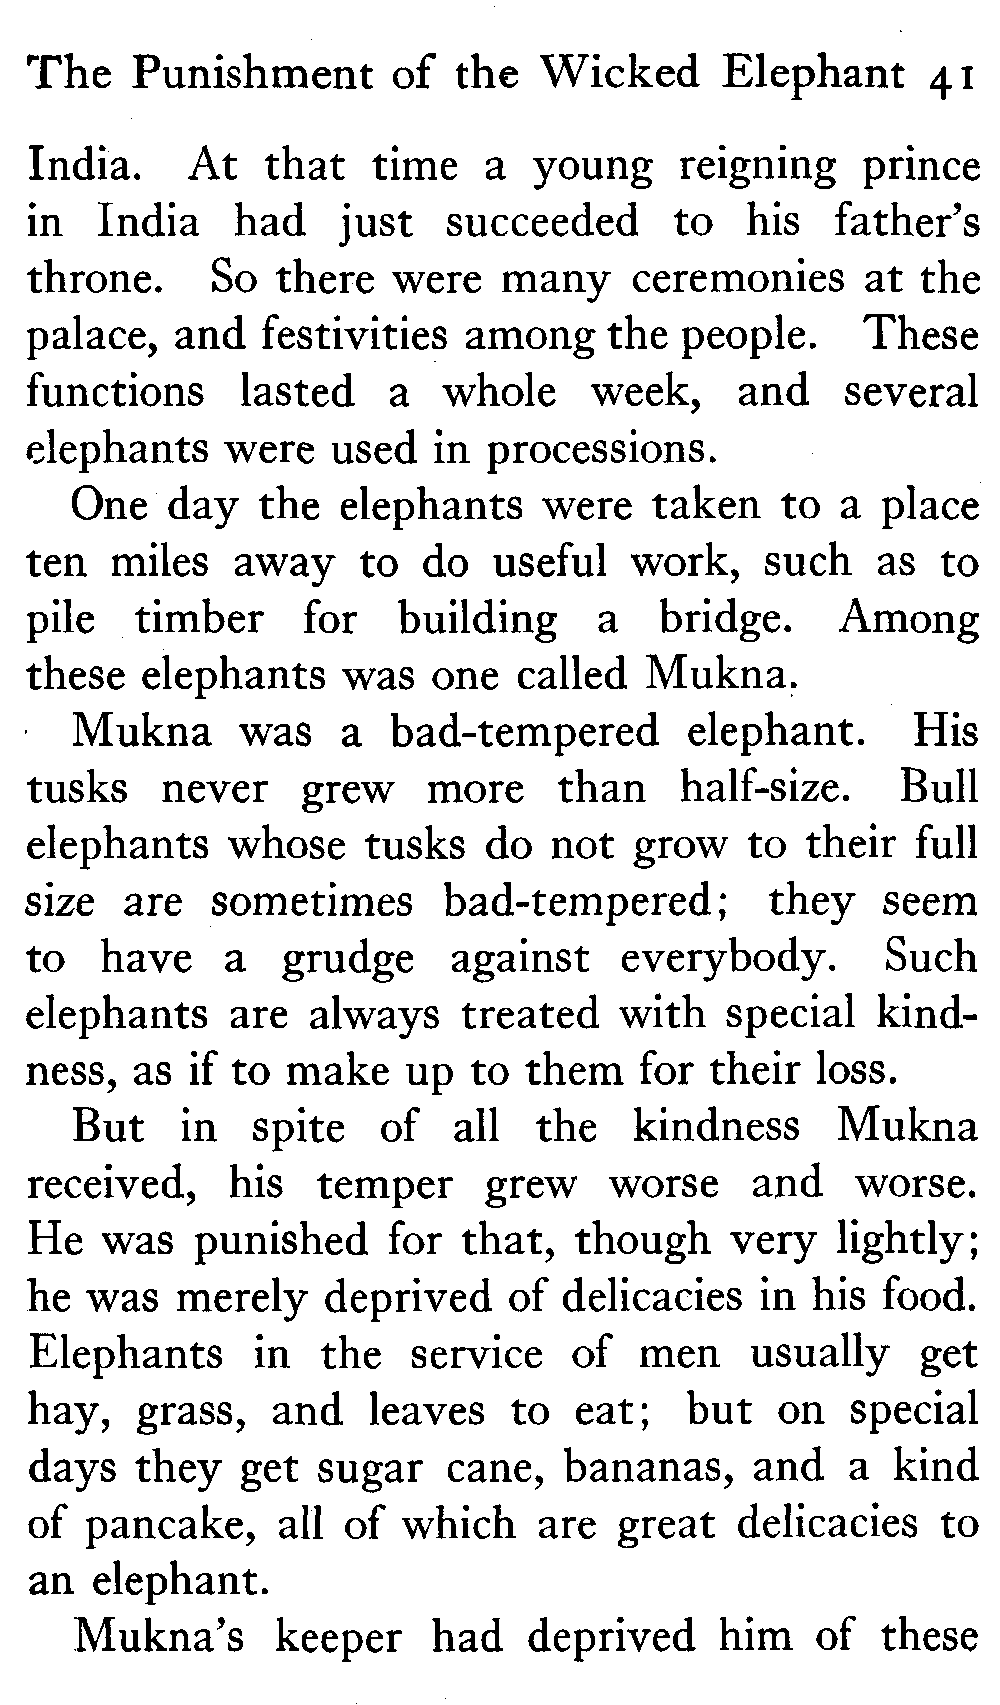 The Punishment of the Wicked Elephant 41
India. At that time a young reigning prince
in India had just succeeded to his father's
throne. So there were many ceremonies at the
palace, and festivities among the people. These
functions lasted a whole week, and several
elephants were used in processions.
One day the elephants were taken to a place
ten miles away to do useful work, such as to
pile timber for building a bridge. Among
these elephants was one called Mukna.
Mukna was a bad-tempered elephant. His
tusks never grew more than half-size. Bull
elephants whose tusks do not grow to their full
size are sometimes bad-tempered; they seem
to have a grudge against everybody. Such
elephants are always treated with special kind-
ness, as if to make up to them for their loss.
But in spite of all the kindness Mukna
received, his temper grew worse and worse.
He was punished for that, though very lightly;
he was merely deprived of delicacies in his food.
Elephants in the service of men usually get
hay, grass, and leaves to eat; but on special
days they get sugar cane, bananas, and a kind
of pancake, all of which are great delicacies to
an elephant.
Mukna's keeper had deprived him of these